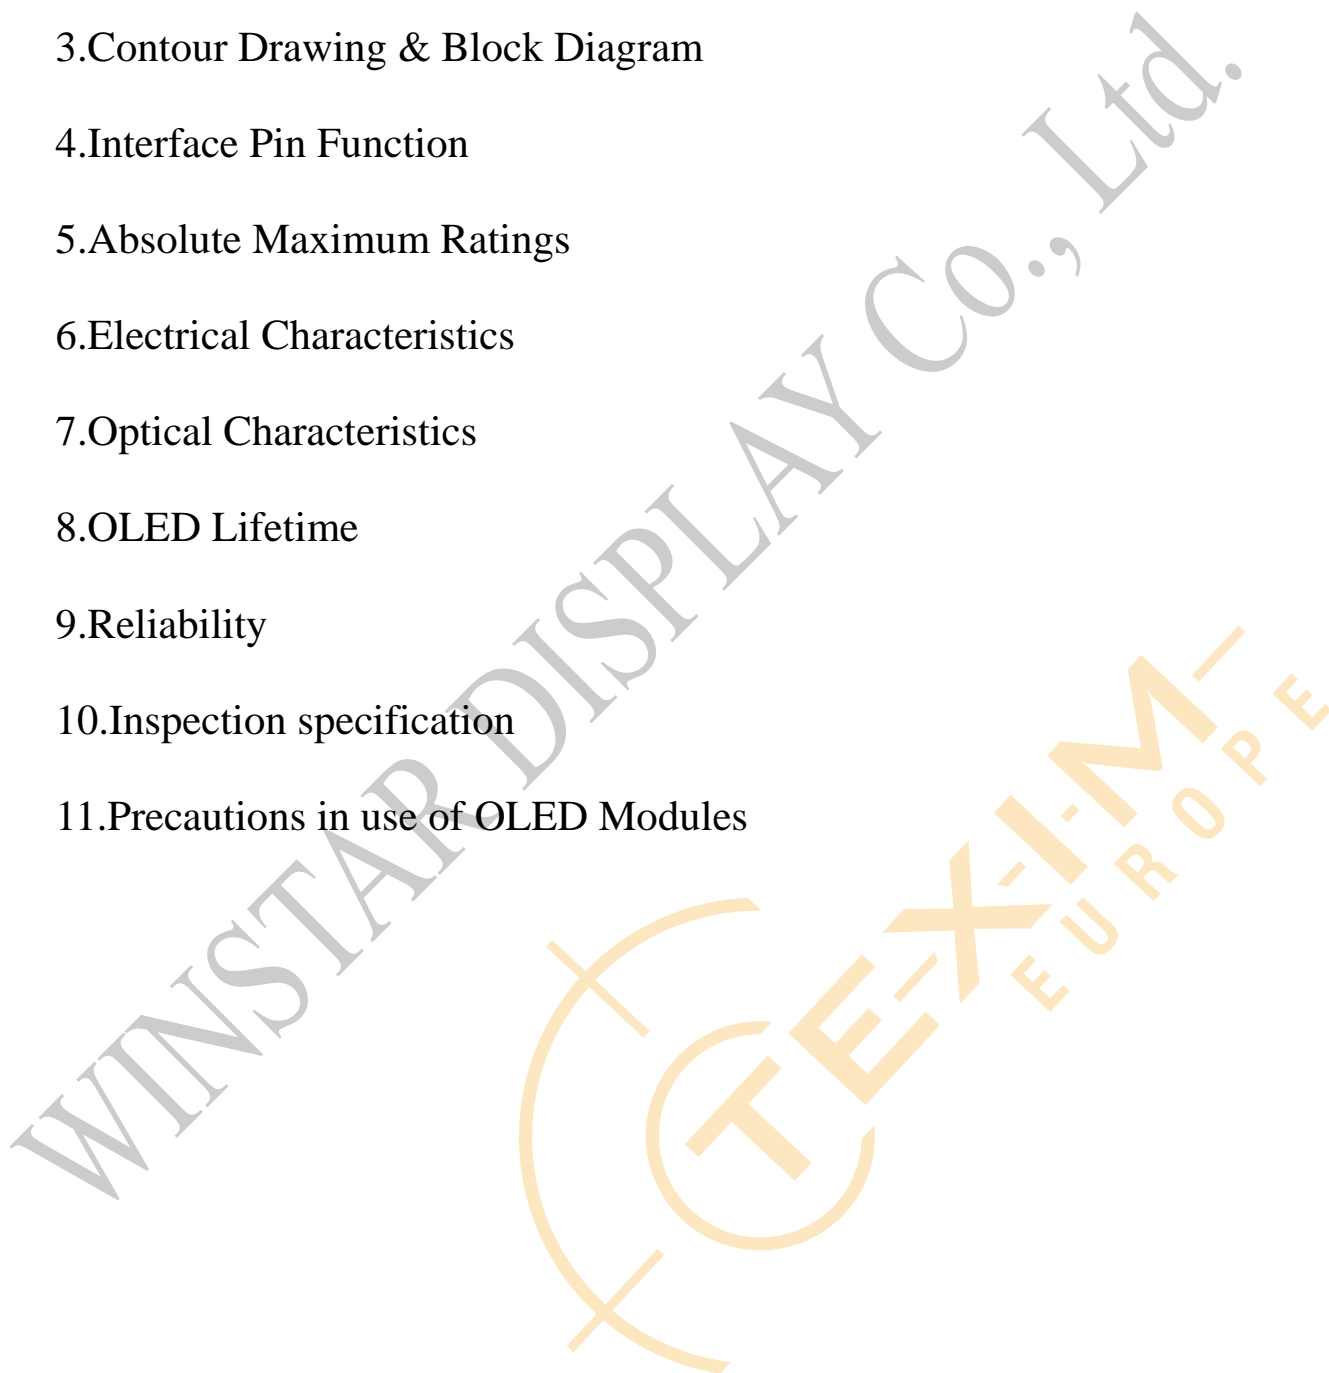 3.Contour Drawing & Block Diagram
4.Interface Pin Function
5.Absolute Maximum Ratings
6.Electrical Characteristics
7.Optical Characteristics
8.OLED Lifetime
9.Reliability
10.Inspection specification
11.Precautions in use of OLED Modules
WINSTAR DISPLAY Co., Ltd.
TEXIM
EUROPE